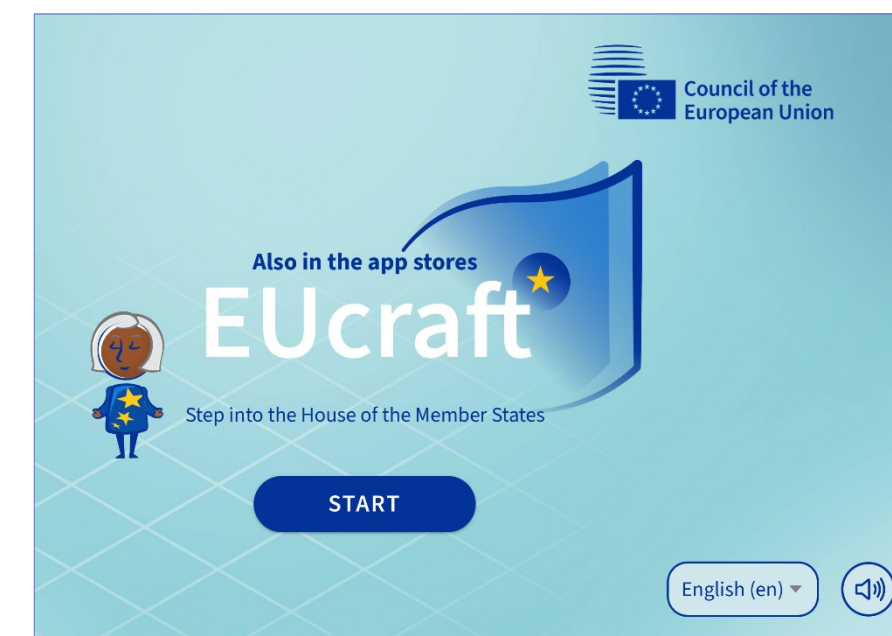 Council of the
European Union
Also in the app stores
EUcraft
Step into the House of the Member States
START
English (en)